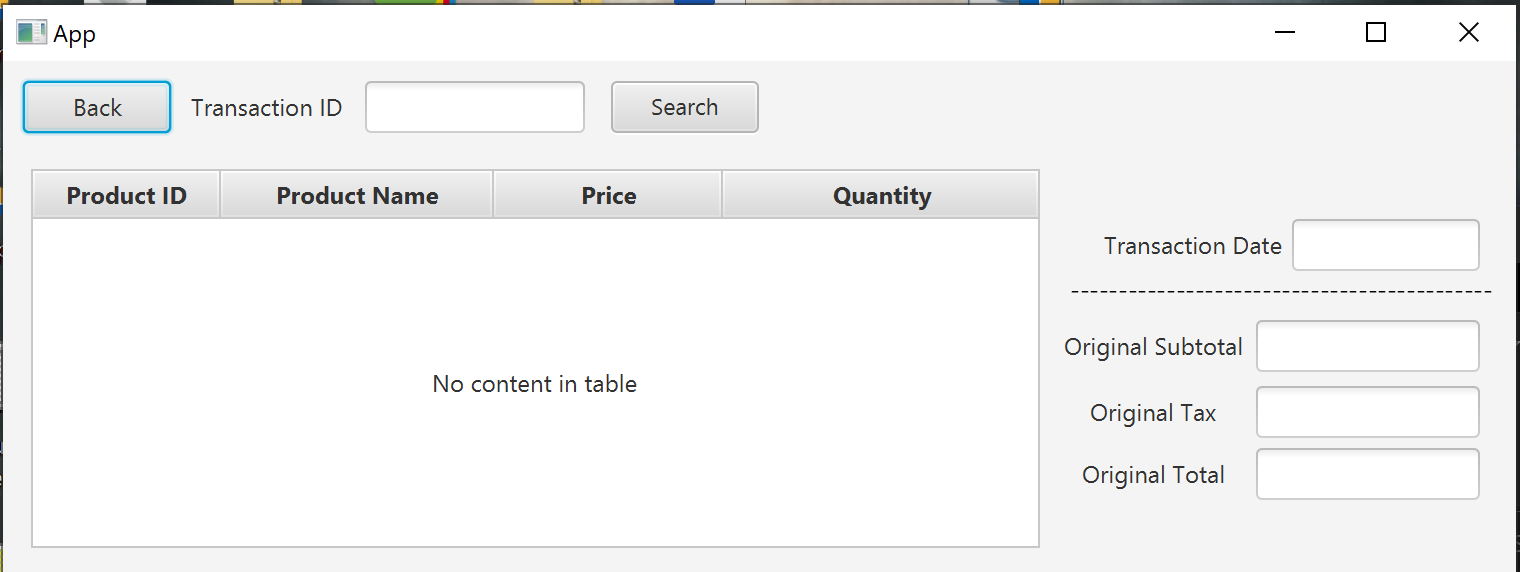 App
Back Transaction ID Search
Product ID Product Name Price Quantity
Transaction Date
-------------------------------------------
Original Subtotal
No content in table
Original Tax
Original Total